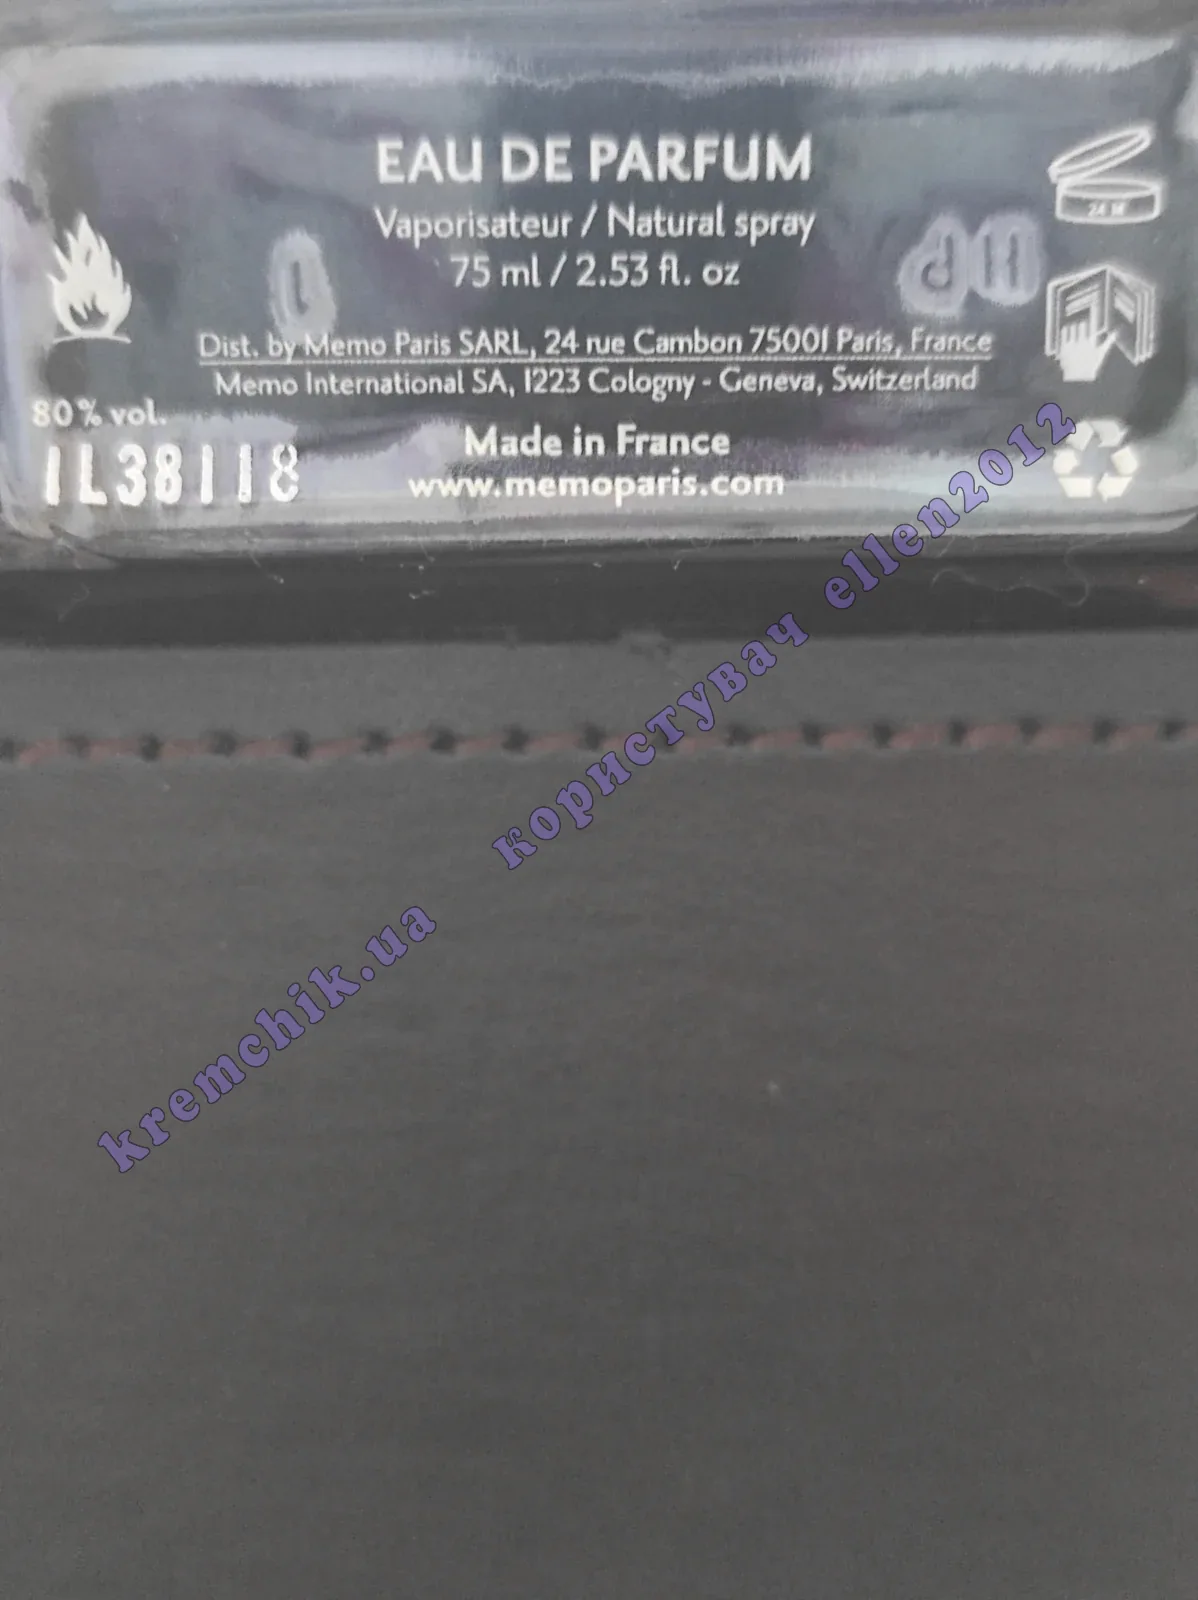 EAU DE PARFUM
Vaporisateur / Natural spray
75 ml / 2.53 fl. oz
24 M
Dist. by Memo Paris SARL, 24 rue Cambon 75001 Paris, France
Memo International SA, 1223 Cologny - Geneva, Switzerland
80% vol.
Made in France
1L38118
www.memoparis.com
kremchik.ua користувач ellen2012